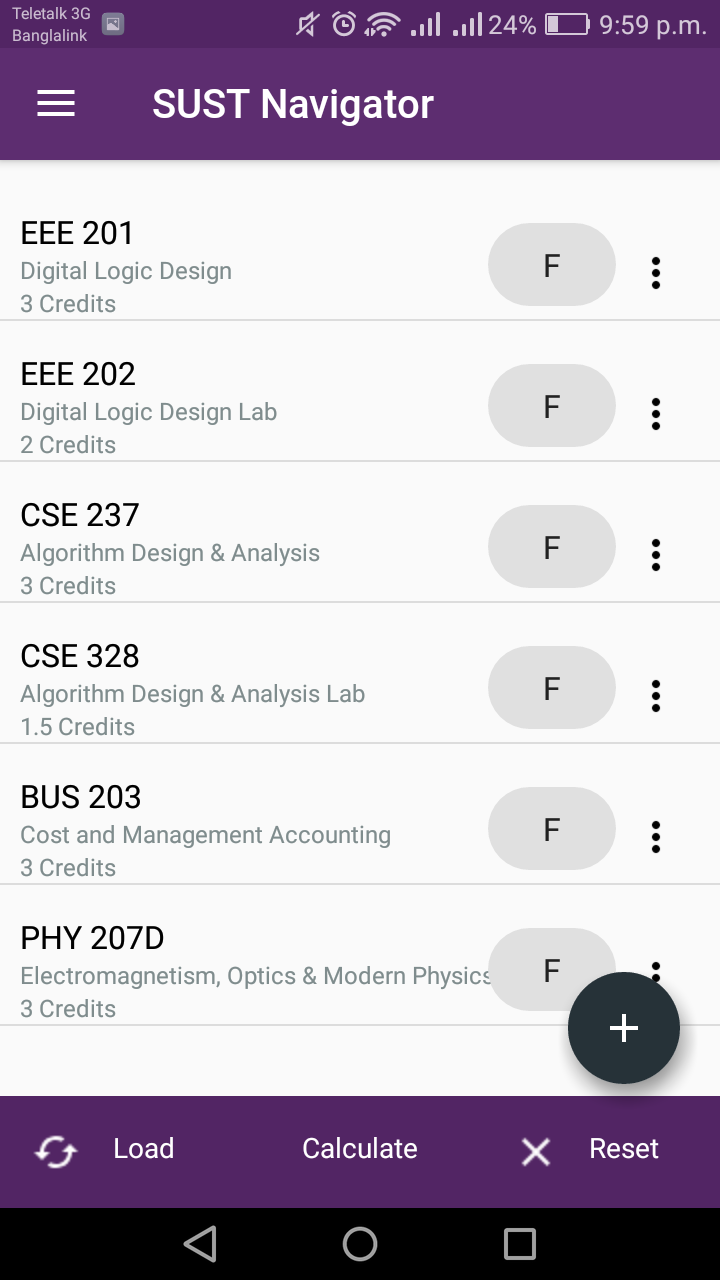 Teletalk 3G
Banglalink
24%
9:59 p.m.
SUST Navigator
EEE 201
Digital Logic Design
3 Credits
F
EEE 202
Digital Logic Design Lab
2 Credits
F
CSE 237
Algorithm Design & Analysis
3 Credits
F
CSE 328
Algorithm Design & Analysis Lab
1.5 Credits
F
BUS 203
Cost and Management Accounting
3 Credits
F
PHY 207D
Electromagnetism, Optics & Modern Physics
3 Credits
F
Load
Calculate
Reset